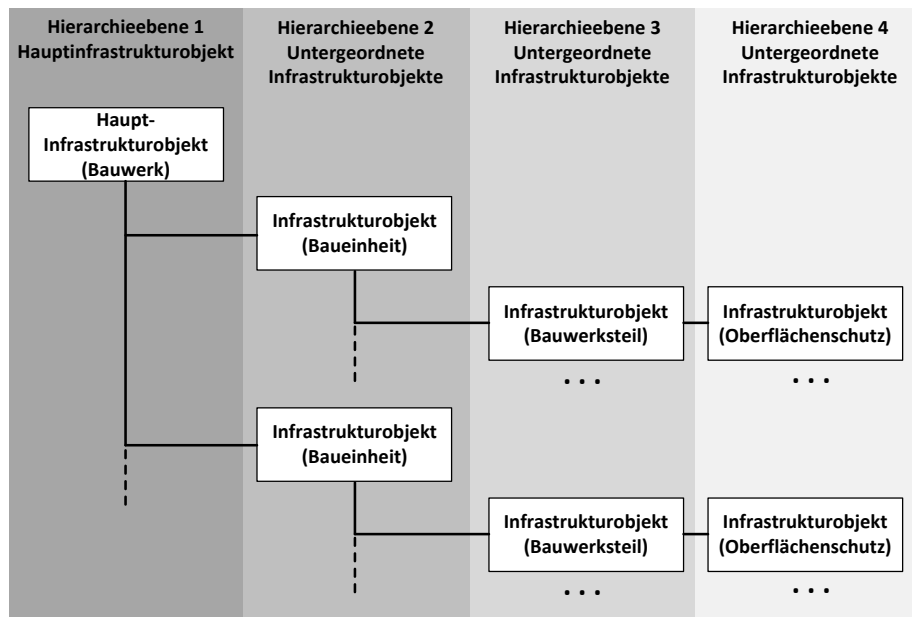 Hierarchieebene 1
Hauptinfrastrukturobjekt
Hierarchieebene 2
Untergeordnete
Infrastrukturobjekte
Hierarchieebene 3
Untergeordnete
Infrastrukturobjekte
Hierarchieebene 4
Untergeordnete
Infrastrukturobjekte
Haupt-
Infrastrukturobjekt
(Bauwerk)
Infrastrukturobjekt
(Baueinheit)
Infrastrukturobjekt
(Bauwerksteil)
. . .
Infrastrukturobjekt
(Oberflächenschutz)
. . .
Infrastrukturobjekt
(Baueinheit)
Infrastrukturobjekt
(Bauwerksteil)
. . .
Infrastrukturobjekt
(Oberflächenschutz)
. . .